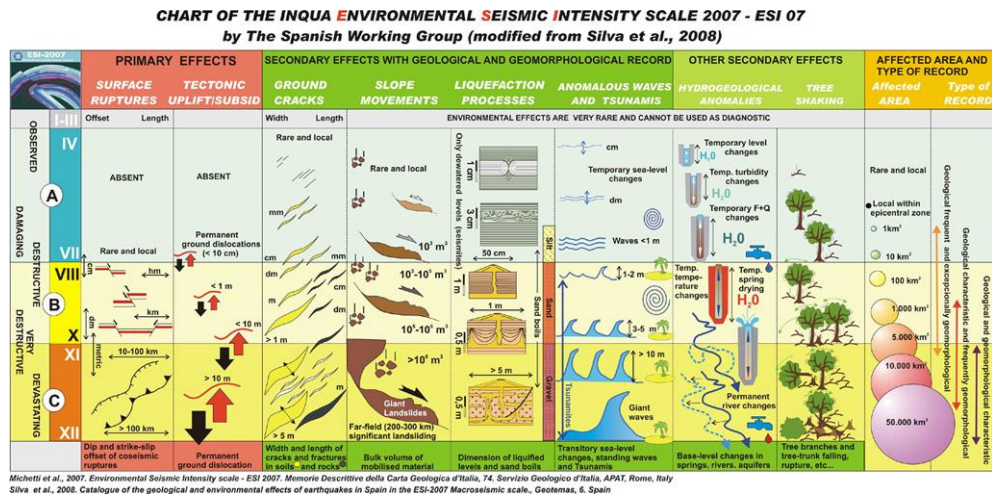 CHART OF THE INQUA ENVIRONMENTAL SEISMIC INTENSITY SCALE 2007 - ESI 07
by The Spanish Working Group (modified from Silva et al., 2008)
ESI-2007
PRIMARY EFFECTS
SECONDARY EFFECTS WITH GEOLOGICAL AND GEOMORPHOLOGICAL RECORD
OTHER SECONDARY EFFECTS
AFFECTED AREA AND
TYPE OF RECORD
SURFACE
RUPTURES
TECTONIC
UPLIFT/SUBSID
GROUND
CRACKS
SLOPE
MOVEMENTS
LIQUEFACTION
PROCESSES
ANOMALOUS WAVES
AND TSUNAMIS
HYDROGEOLOGICAL
ANOMALIES
TREE
SHAKING
Affected
AREA
Type of
RECORD
I-III
Offset Length
Width Length
ENVIRONMENTAL EFFECTS ARE VERY RARE AND CANNOT BE USED AS DIAGNOSTIC
OBSERVED
DAMAGING
DESTRUCTIVE
VERY
DESTRUCTIVE
DEVASTATING
A
B
C
IV
VII
VIII
X
XI
XII
ABSENT
Rare and local
cm
hm
dm
km
metric
10-100 km
> 100 km
Dip and strike-slip
offset of coseismic
ruptures
ABSENT
Permanent
ground dislocations
(< 10 cm)
< 1 m
< 10 m
> 10 m
Permanent
ground dislocation
Rare and local
mm
cm
mm
dm
cm
m
dm
> 1 m
m
> 5 m
Width and length of
cracks and fractures
in soils and rocks
Rare and local
10³ m³
10³-10⁵ m³
10⁵-10⁶ m³
>10⁶ m³
Giant
Landslides
Far-field (200-300 km)
significant landsliding
Bulk volume of
mobilised material
Only dewatered levels (seismites)
1 cm
3 cm
50 cm
1 m
1 m
0,5 m
> 5 m
0,5 m
Sand boils
Dimension of liquified
levels and sand boils
Silt
Sand
Gravel
cm
Temporary sea-level
changes
dm
Waves <1 m
1-2 m
3-5 m
> 10 m
Tsunamites
Giant
waves
Transitory sea-level
changes, standing waves
and Tsunamis
Temporary level
changes
H₂0
Temp. turbidity
changes
H₂0
Temporary F+Q
changes
H₂0
Temp.
tempe-
rature
changes
Temp.
spring
drying
H₂0
Permanent
river changes
Base-level changes in
springs, rivers. aquifers
Tree branches and
tree-trunk falling,
rupture, etc...
Rare and local
Local within
epicentral zone
1km²
10 km²
100 km²
1.000 km²
5.000 km²
10.000 km²
50.000 km²
Geological frequent
and excepcionally geomorphological
Geological characteristic and frequently geomorphological
Geological and geomorphological characteristic
Michetti et al., 2007. Environmental Seismic Intensity scale - ESI 2007. Memorie Descrittive della Carta Geologica d'Italia, 74. Servizio Geologico d'Italia, APAT, Rome, Italy
Silva et al., 2008. Catalogue of the geological and environmental effects of earthquakes in Spain in the ESI-2007 Macroseismic scale., Geotemas, 6. Spain